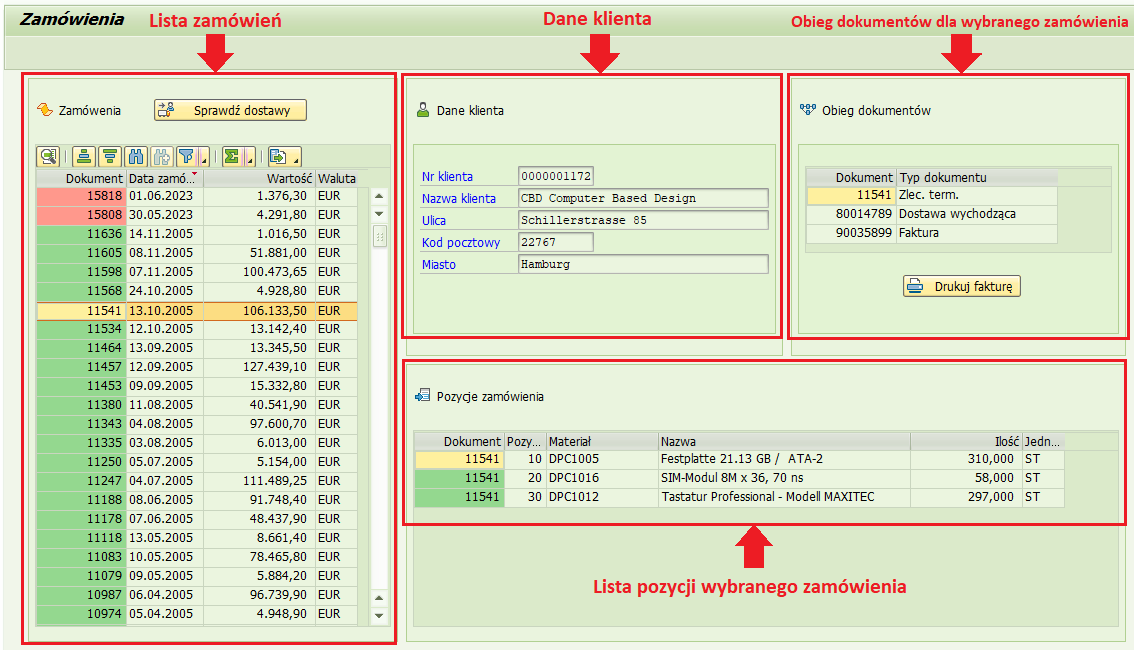 Zamówienia
Lista zamówień
Dane klienta
Obieg dokumentów dla wybranego zamówienia
Zamówenia
Sprawdź dostawy
Dokument Data zamó... Wartość Waluta
15818 01.06.2023 1.376,30 EUR
15808 30.05.2023 4.291,80 EUR
11636 14.11.2005 1.016,50 EUR
11605 08.11.2005 51.881,00 EUR
11598 07.11.2005 100.473,65 EUR
11568 24.10.2005 4.928,80 EUR
11541 13.10.2005 106.133,50 EUR
11534 12.10.2005 13.142,40 EUR
11464 13.09.2005 13.345,50 EUR
11457 12.09.2005 127.439,10 EUR
11453 09.09.2005 15.332,80 EUR
11380 11.08.2005 41.541,90 EUR
11343 04.08.2005 97.600,70 EUR
11335 03.08.2005 6.013,00 EUR
11250 05.07.2005 5.154,00 EUR
11247 04.07.2005 111.489,25 EUR
11188 08.06.2005 91.748,40 EUR
11178 07.06.2005 48.437,90 EUR
11118 13.05.2005 8.661,40 EUR
11083 10.05.2005 78.465,80 EUR
11079 09.05.2005 5.884,20 EUR
10987 06.04.2005 96.739,90 EUR
10974 05.04.2005 4.948,90 EUR
Dane klienta
Nr klienta 0000001172
Nazwa klienta CBD Computer Based Design
Ulica Schillerstrasse 85
Kod pocztowy 22767
Miasto Hamburg
Obieg dokumentów
Dokument Typ dokumentu
11541 Zlec. term.
80014789 Dostawa wychodząca
90035899 Faktura
Drukuj fakturę
Pozycje zamówienia
Dokument Pozy... Materiał Nazwa Ilość Jedn...
11541 10 DPC1005 Festplatte 21.13 GB / ATA-2 310,000 ST
11541 20 DPC1016 SIM-Modul 8M x 36, 70 ns 58,000 ST
11541 30 DPC1012 Tastatur Professional - Modell MAXITEC 297,000 ST
Lista pozycji wybranego zamówienia